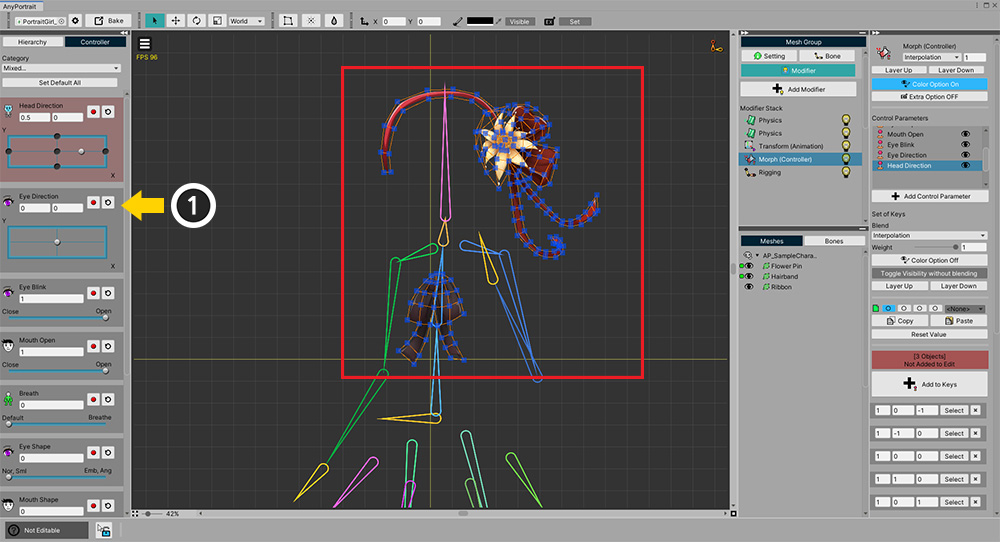 AnyPortrait
PortraitGirl_
Bake
World
X 0 Y 0
Visible
EX
Set
Hierarchy
Controller
Category
Mixed...
Set Default All
Head Direction
0.5 0
Y
X
Eye Direction
0 0
Y
X
1
Eye Blink
1
Close Open
Mouth Open
1
Close Open
Breath
0
Default Breathe
Eye Shape
0
Nor, Sml Emb, Ang
Mouth Shape
0
Not Editable
FPS 96
42%
Mesh Group
Setting
Bone
Modifier
Add Modifier
Modifier Stack
Physics
Physics
Transform (Animation)
Morph (Controller)
Rigging
Meshes
Bones
AP_SampleChara..
Flower Pin
Hairband
Ribbon
Morph (Controller)
Interpolation 1
Layer Up Layer Down
Color Option On
Extra Option OFF
Control Parameters
Mouth Open
Eye Blink
Eye Direction
Head Direction
Add Control Parameter
Set of Keys
Blend
Interpolation
Weight 1
Color Option Off
Toggle Visibility without blending
Layer Up Layer Down
<None>
Copy Paste
Reset Value
[3 Objects]
Not Added to Edit
Add to Keys
1 0 -1 Select
1 -1 0 Select
1 0 0 Select
1 1 0 Select
1 0 1 Select